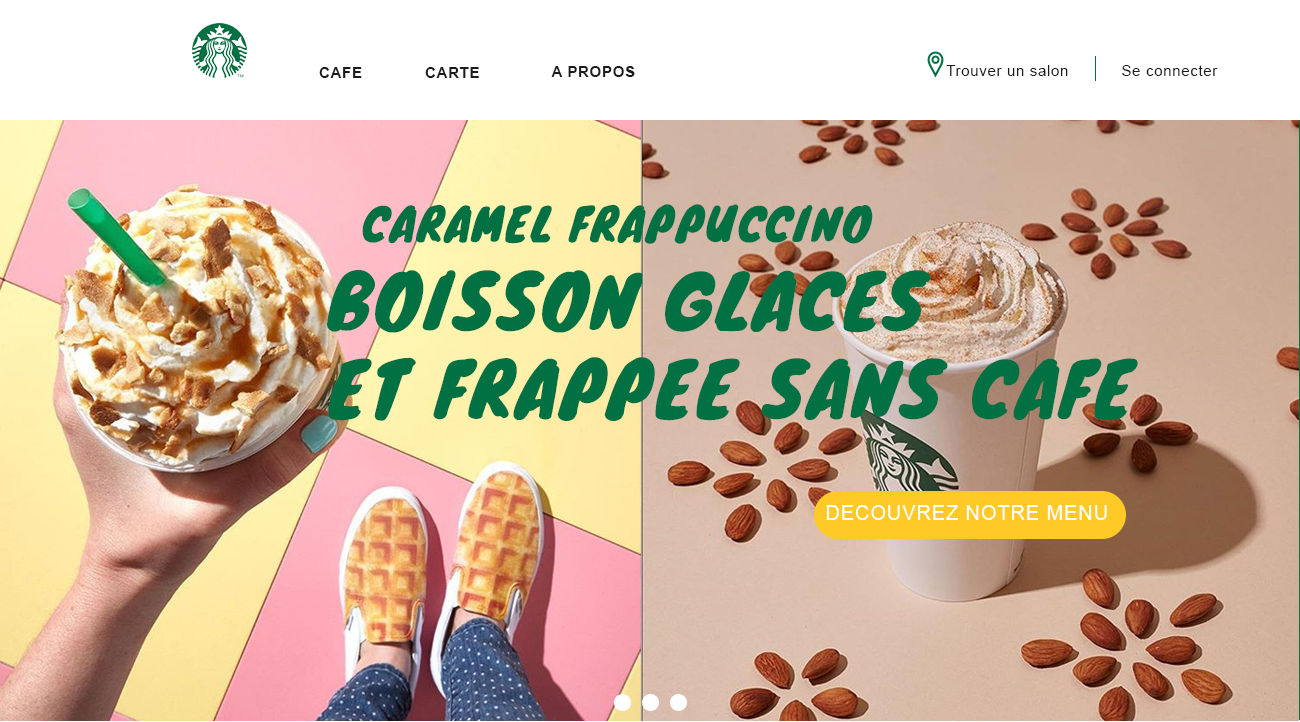 CAFE
CARTE
A PROPOS
Trouver un salon
Se connecter
CARAMEL FRAPPUCCINO
BOISSON GLACES
ET FRAPPEE SANS CAFE
DECOUVREZ NOTRE MENU